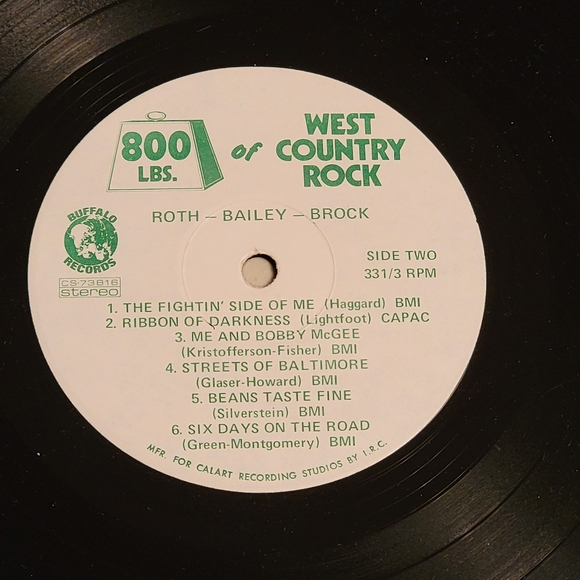 800
LBS.
of
WEST
COUNTRY
ROCK
ROTH – BAILEY – BROCK
BUFFALO
RECORDS
CS-73B16
stereo
SIDE TWO
331/3 RPM
1. THE FIGHTIN' SIDE OF ME (Haggard) BMI
2. RIBBON OF DARKNESS (Lightfoot) CAPAC
3. ME AND BOBBY McGEE
(Kristofferson-Fisher) BMI
4. STREETS OF BALTIMORE
(Glaser-Howard) BMI
5. BEANS TASTE FINE
(Silverstein) BMI
6. SIX DAYS ON THE ROAD
(Green-Montgomery) BMI
MFR. FOR CALART RECORDING STUDIOS BY I.R.C.